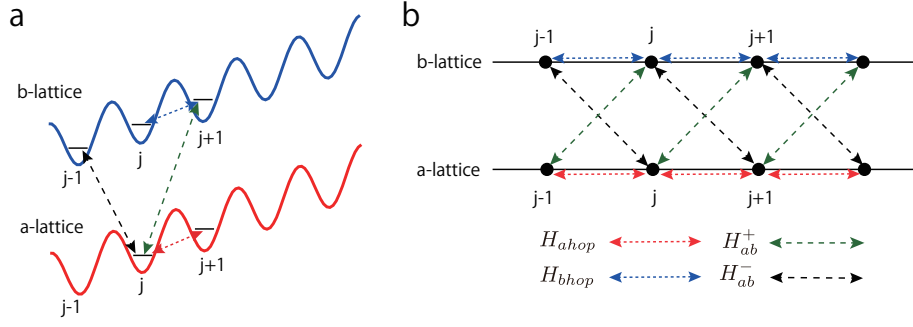 a
b-lattice
j-1
j
j+1
a-lattice
j-1
j
j+1
b
j-1
j
j+1
b-lattice
a-lattice
j-1
j
j+1
H_{ahop}
H_{ab}^{+}
H_{bhop}
H_{ab}^{-}